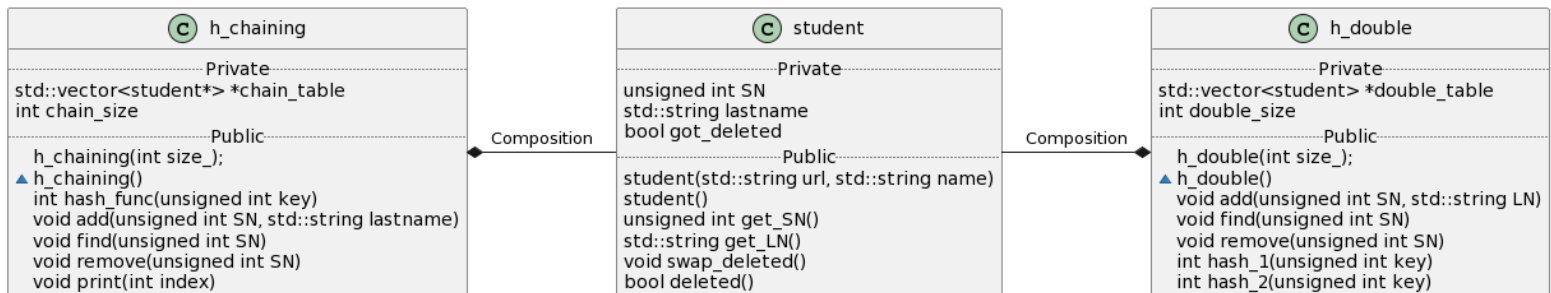 C h_chaining
Private
std::vector<student*> *chain_table
int chain_size
Public
h_chaining(int size_);
h_chaining()
int hash_func(unsigned int key)
void add(unsigned int SN, std::string lastname)
void find(unsigned int SN)
void remove(unsigned int SN)
void print(int index)
Composition
C student
Private
unsigned int SN
std::string lastname
bool got_deleted
Public
student(std::string url, std::string name)
student()
unsigned int get_SN()
std::string get_LN()
void swap_deleted()
bool deleted()
Composition
C h_double
Private
std::vector<student> *double_table
int double_size
Public
h_double(int size_);
h_double()
void add(unsigned int SN, std::string LN)
void find(unsigned int SN)
void remove(unsigned int SN)
int hash_1(unsigned int key)
int hash_2(unsigned int key)